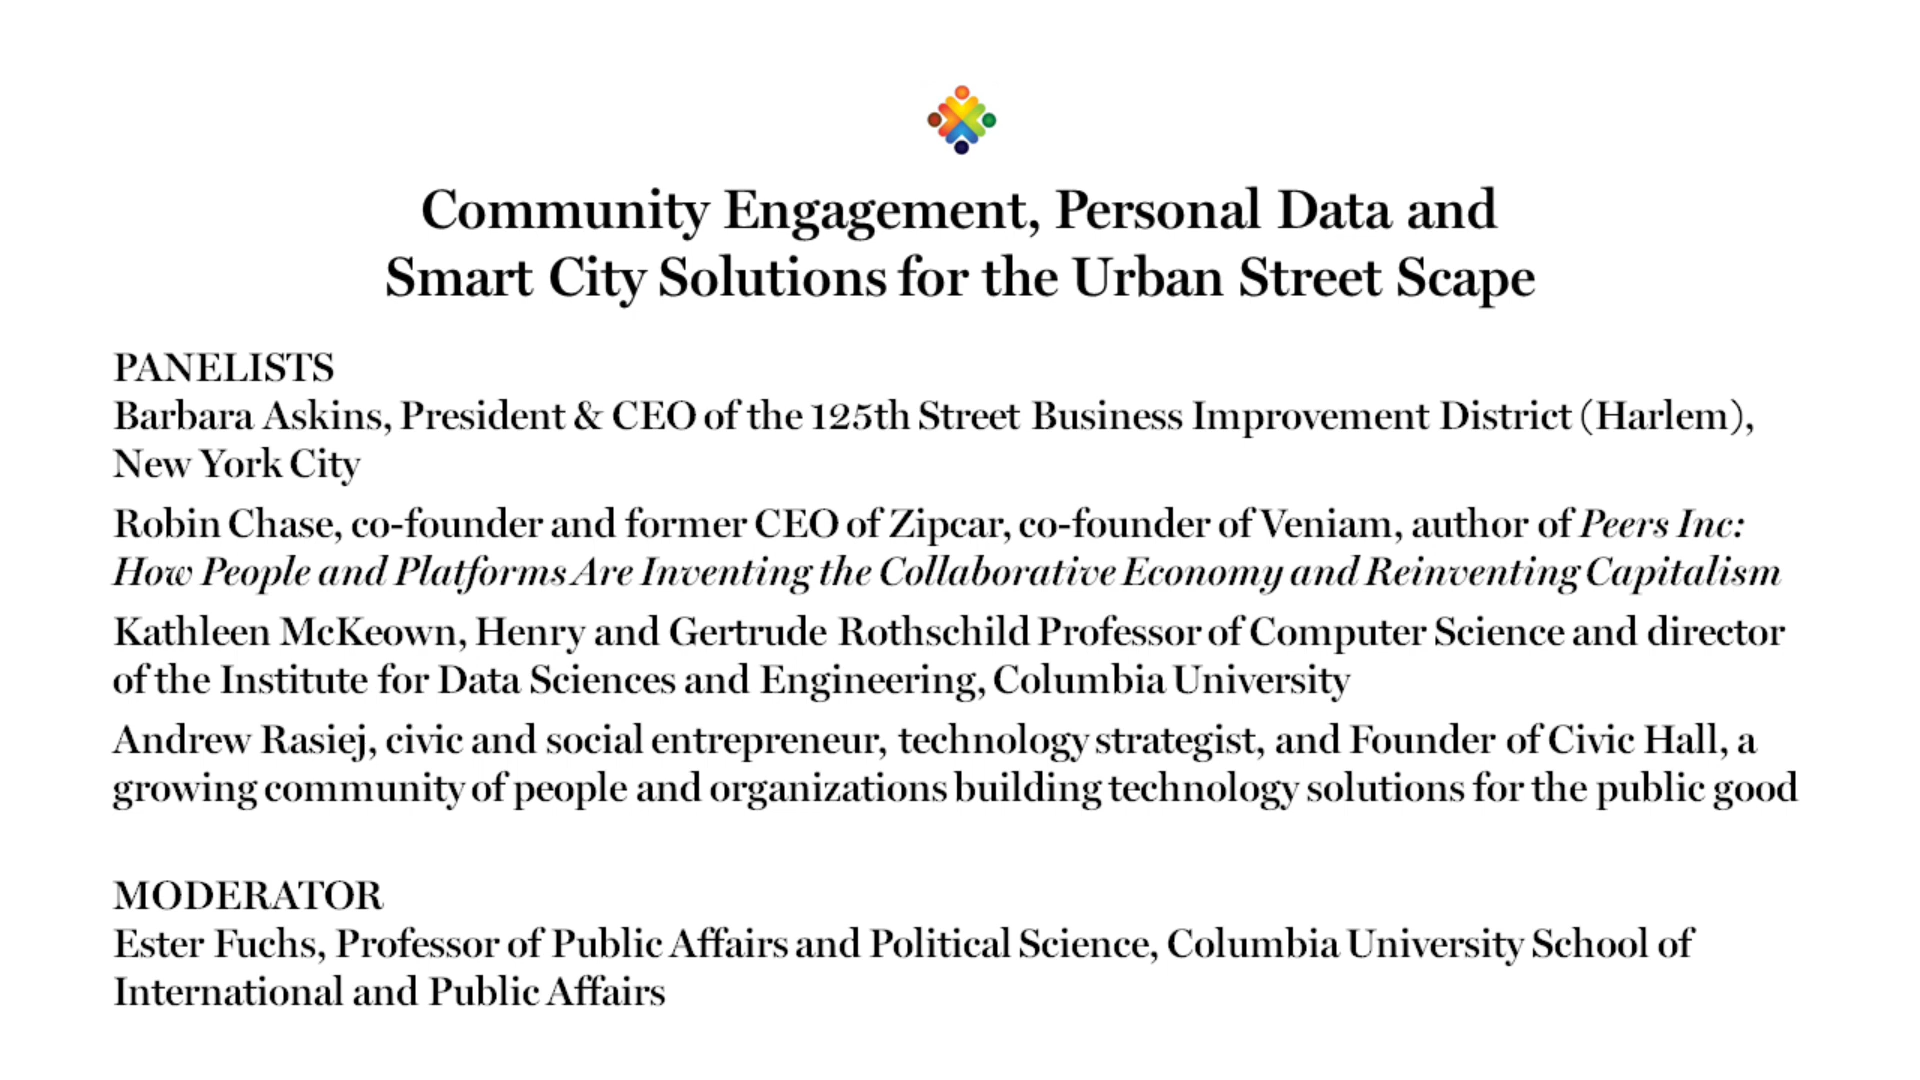 Community Engagement, Personal Data and
Smart City Solutions for the Urban Street Scape
PANELISTS
Barbara Askins, President & CEO of the 125th Street Business Improvement District (Harlem),
New York City
Robin Chase, co-founder and former CEO of Zipcar, co-founder of Veniam, author of Peers Inc:
How People and Platforms Are Inventing the Collaborative Economy and Reinventing Capitalism
Kathleen McKeown, Henry and Gertrude Rothschild Professor of Computer Science and director
of the Institute for Data Sciences and Engineering, Columbia University
Andrew Rasiej, civic and social entrepreneur, technology strategist, and Founder of Civic Hall, a
growing community of people and organizations building technology solutions for the public good
MODERATOR
Ester Fuchs, Professor of Public Affairs and Political Science, Columbia University School of
International and Public Affairs